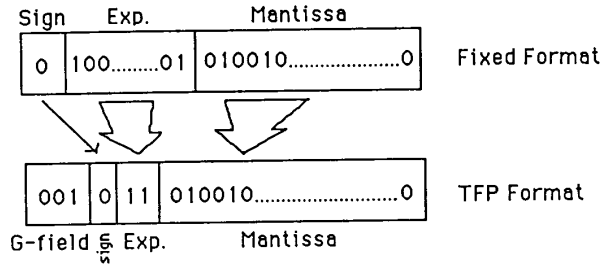 Sign Exp. Mantissa
0 100........01 010010.....................0 Fixed Format
001 0 11 010010..........................0 TFP Format
G-field sign Exp. Mantissa